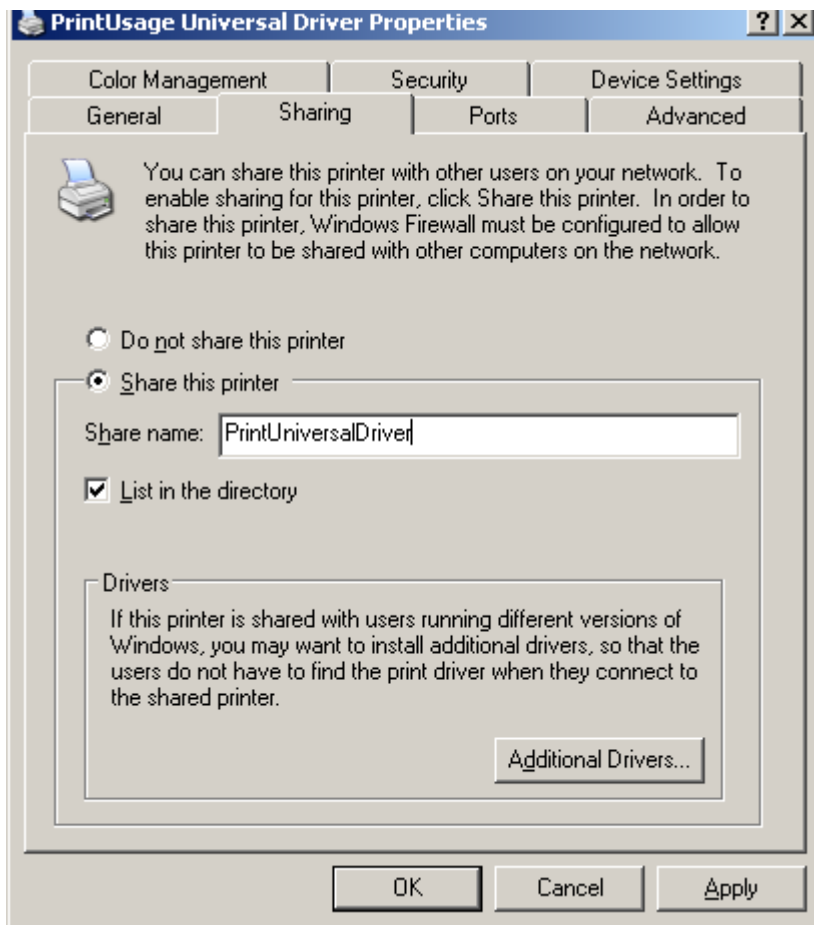 PrintUsage Universal Driver Properties
Color Management Security Device Settings
General Sharing Ports Advanced
You can share this printer with other users on your network. To
enable sharing for this printer, click Share this printer. In order to
share this printer, Windows Firewall must be configured to allow
this printer to be shared with other computers on the network.
Do not share this printer
Share this printer
Share name: PrintUniversalDriver
List in the directory
Drivers
If this printer is shared with users running different versions of
Windows, you may want to install additional drivers, so that the
users do not have to find the print driver when they connect to
the shared printer.
Additional Drivers...
OK Cancel Apply